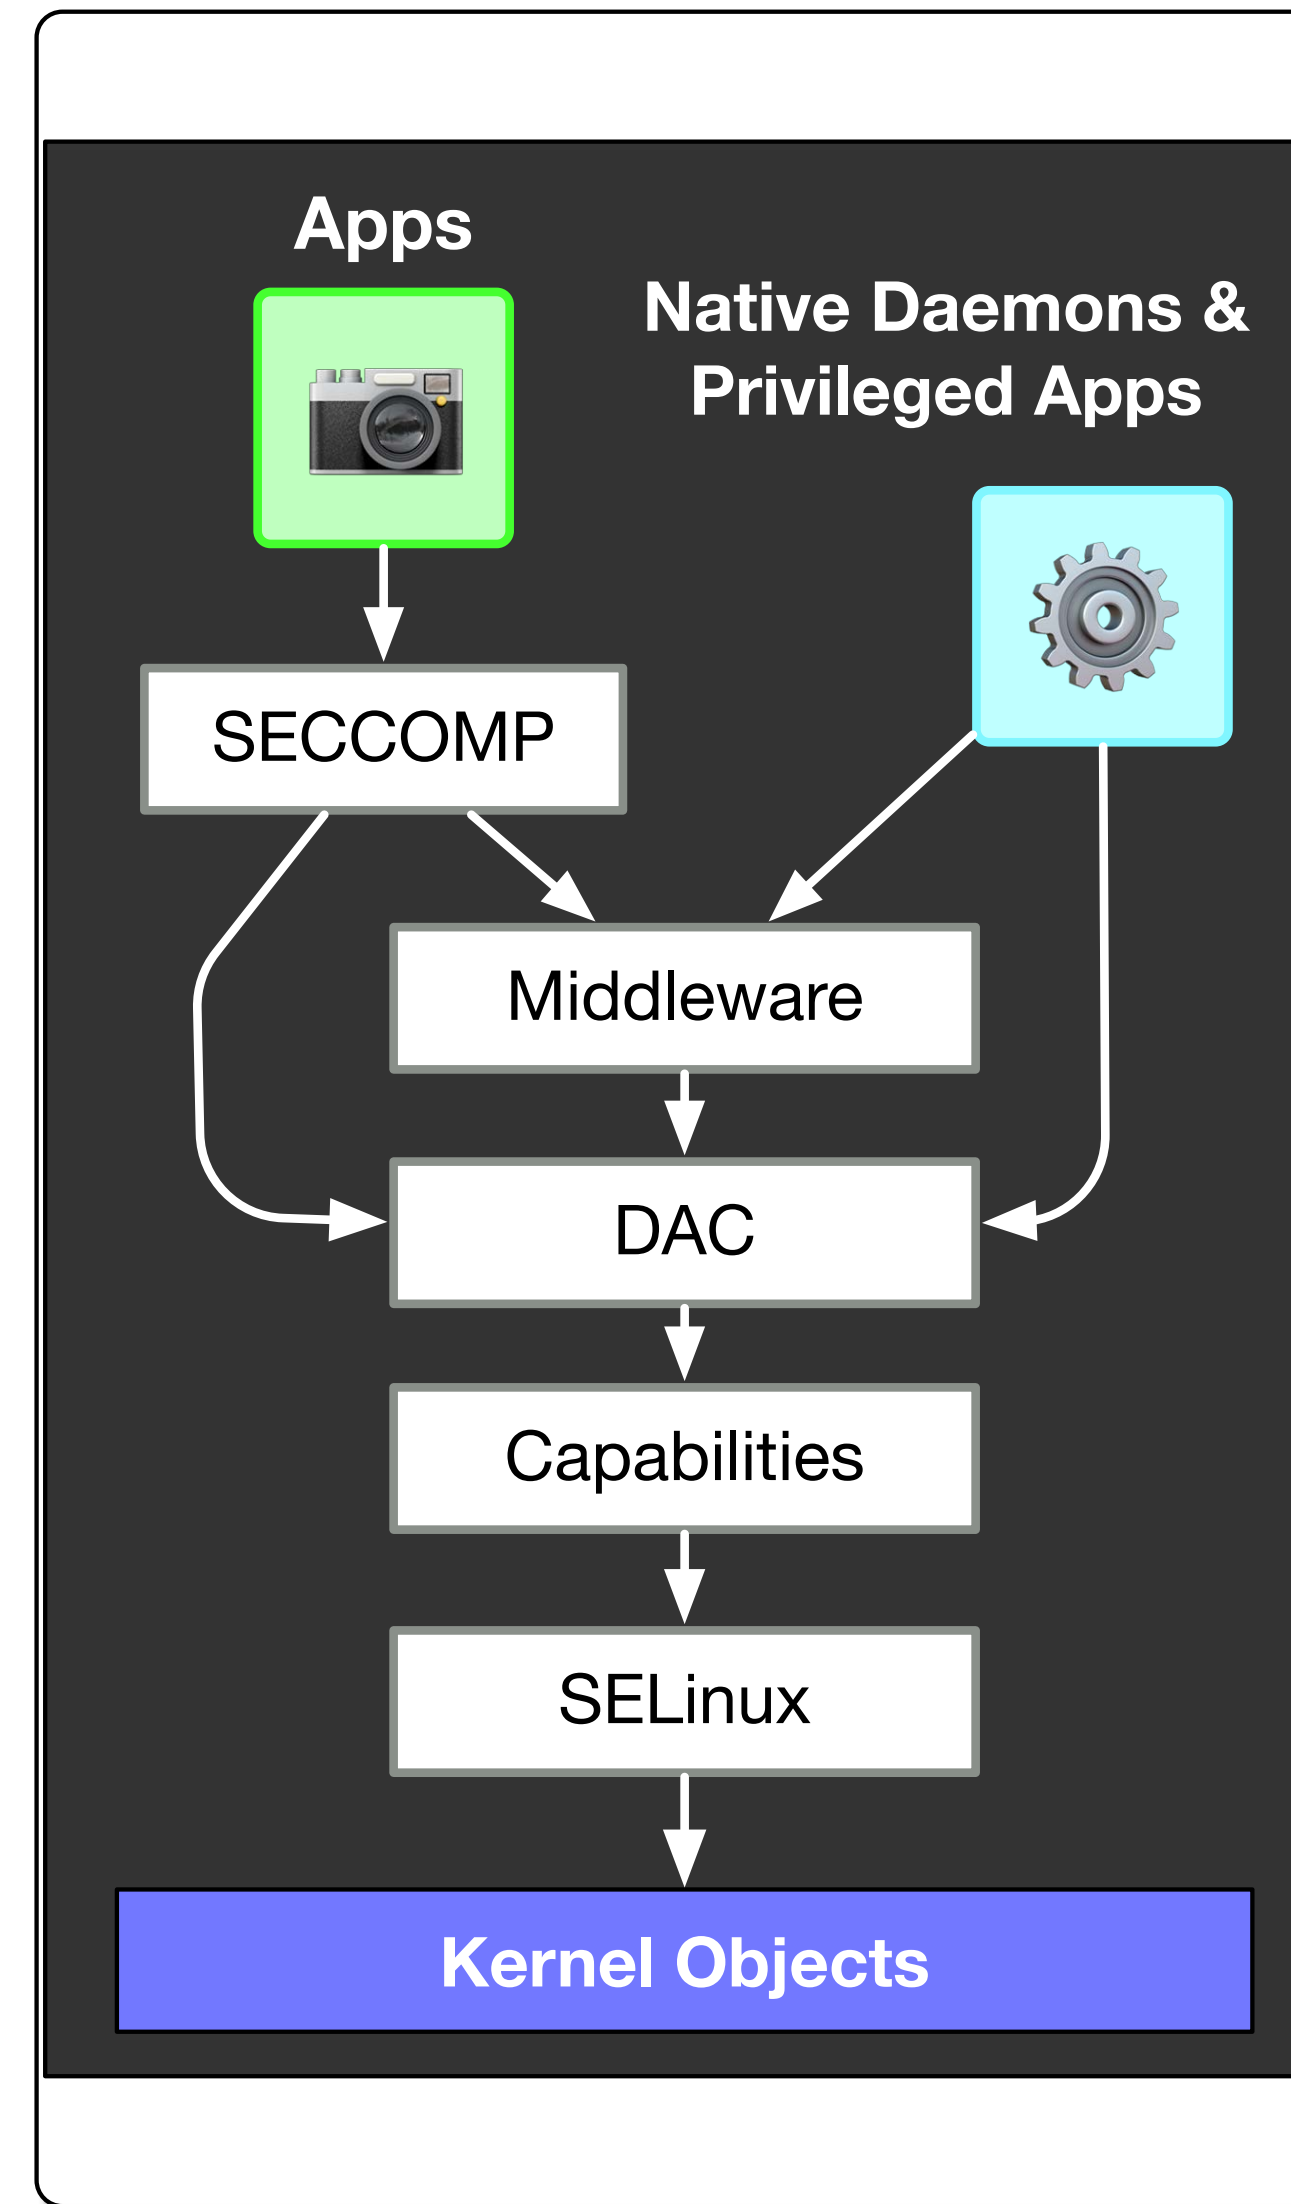 Apps
Native Daemons &
Privileged Apps
SECCOMP
Middleware
DAC
Capabilities
SELinux
Kernel Objects